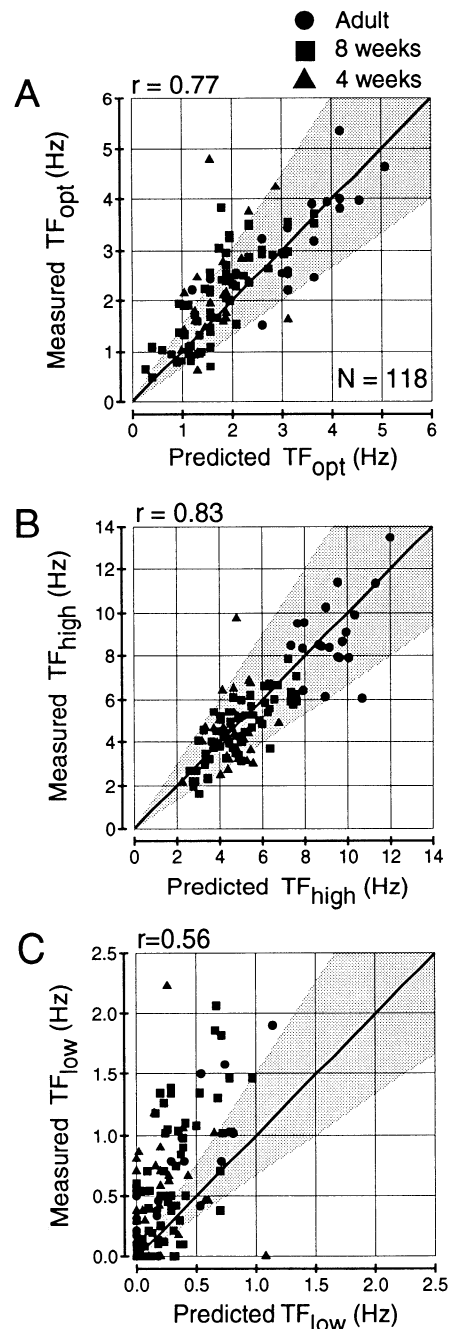 Adult
8 weeks
4 weeks
A
r = 0.77
6
5
4
3
2
1
0
Measured TFopt (Hz)
N = 118
0 1 2 3 4 5 6
Predicted TFopt (Hz)
B
r = 0.83
14
12
10
8
6
4
2
0
Measured TFhigh (Hz)
0 2 4 6 8 10 12 14
Predicted TFhigh (Hz)
C
r=0.56
2.5
2.0
1.5
1.0
0.5
0.0
Measured TFlow (Hz)
0.0 0.5 1.0 1.5 2.0 2.5
Predicted TFlow (Hz)